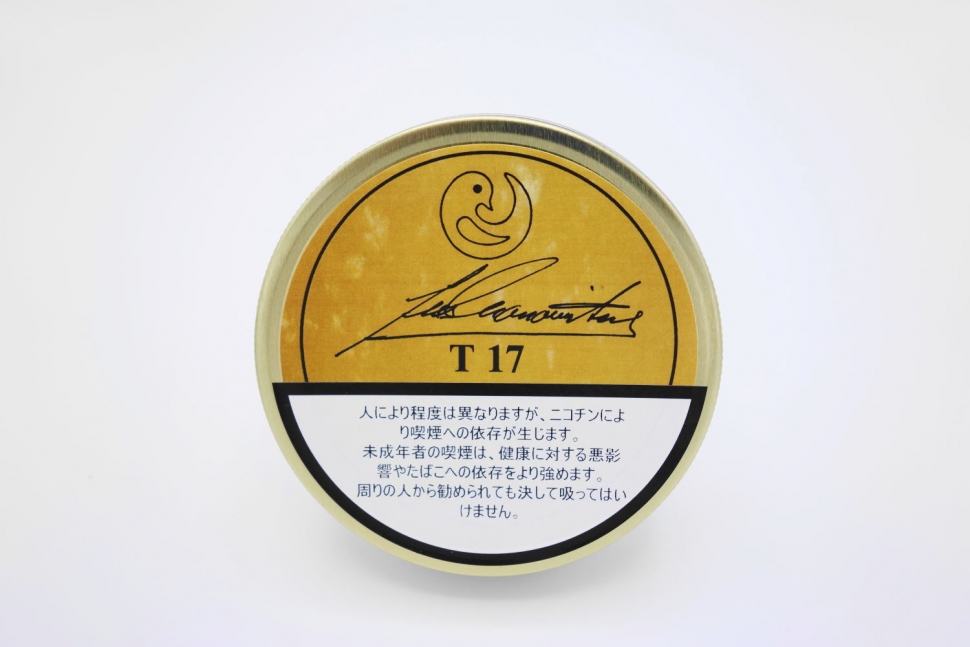 T 17
人により程度は異なりますが、ニコチンによ
り喫煙への依存が生じます。
未成年者の喫煙は、健康に対する悪影
響やたばこへの依存をより強めます。
周りの人から勧められても決して吸ってはい
けません。